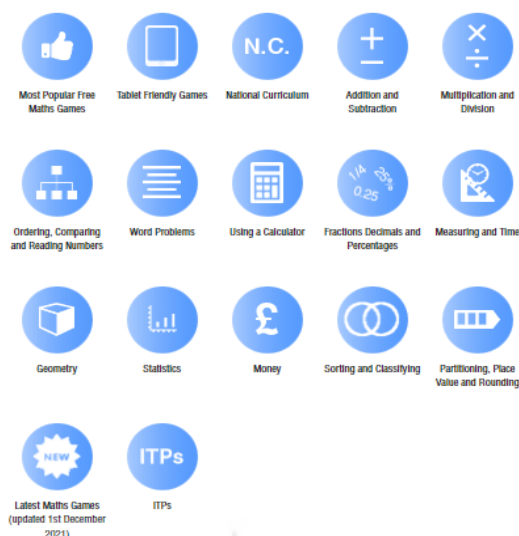 N.C.
Most Popular Free
Maths Games
Tablet Friendly Games
National Curriculum
Addition and
Subtraction
Multiplication and
Division
1/4 25%
0.25
Ordering, Comparing
and Reading Numbers
Word Problems
Using a Calculator
Fractions Decimals and
Percentages
Measuring and Time
£
Geometry
Statistics
Money
Sorting and Classifying
Partitioning, Place
Value and Rounding
NEW
ITPs
Latest Maths Games
(updated 1st December
2021)
ITPs